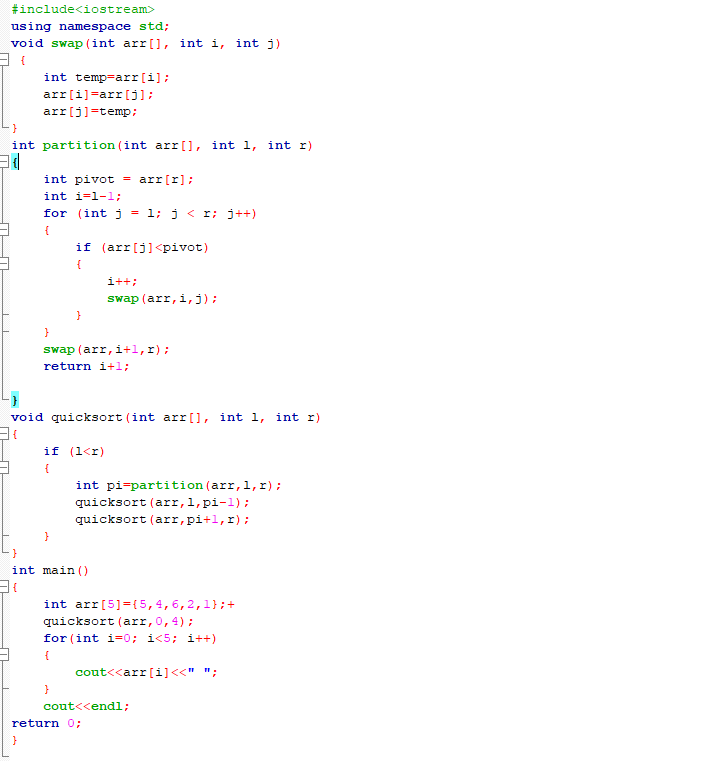 #include<iostream>
using namespace std;
void swap(int arr[], int i, int j)
{
int temp=arr[i];
arr[i]=arr[j];
arr[j]=temp;
}
int partition(int arr[], int l, int r)
{
int pivot = arr[r];
int i=l-1;
for (int j = l; j < r; j++)
{
if (arr[j]<pivot)
{
i++;
swap(arr,i,j);
}
}
swap(arr,i+1,r);
return i+1;
}
void quicksort(int arr[], int l, int r)
{
if (l<r)
{
int pi=partition(arr,l,r);
quicksort(arr,l,pi-1);
quicksort(arr,pi+1,r);
}
}
int main()
{
int arr[5]={5,4,6,2,1};+
quicksort(arr,0,4);
for(int i=0; i<5; i++)
{
cout<<arr[i]<<" ";
}
cout<<endl;
return 0;
}